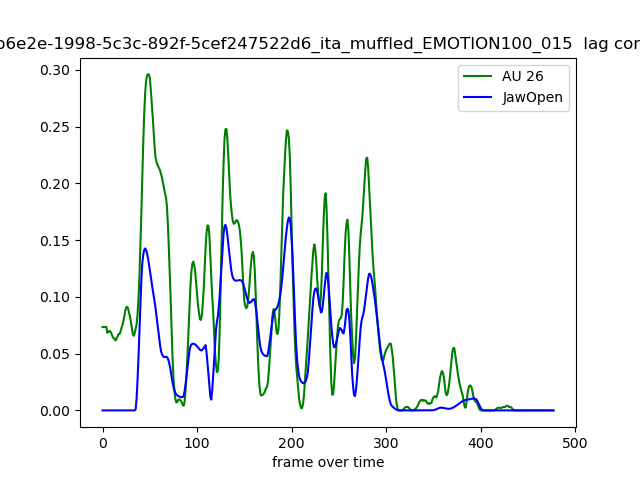 b6e2e-1998-5c3c-892f-5cef247522d6_ita_muffled_EMOTION100_015 lag cor
AU 26
JawOpen
0.30
0.25
0.20
0.15
0.10
0.05
0.00
0 100 200 300 400 500
frame over time